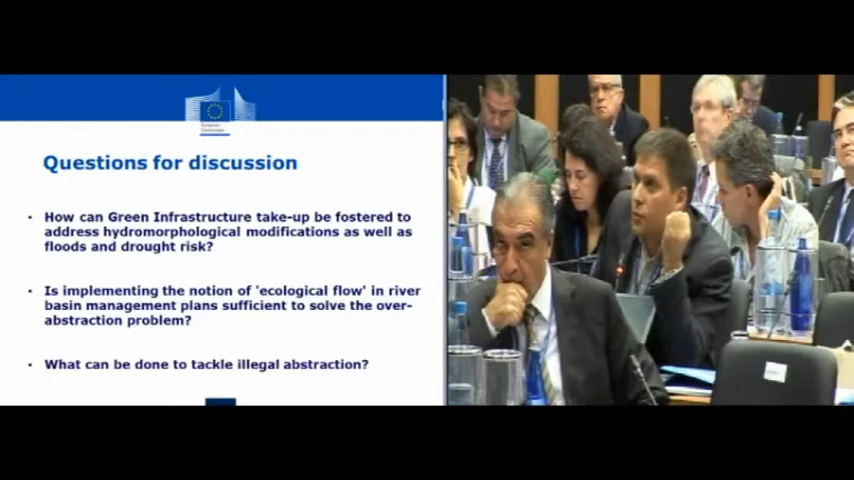 European
Commission
Questions for discussion
• How can Green Infrastructure take-up be fostered to
address hydromorphological modifications as well as
floods and drought risk?
• Is implementing the notion of 'ecological flow' in river
basin management plans sufficient to solve the over-
abstraction problem?
• What can be done to tackle illegal abstraction?